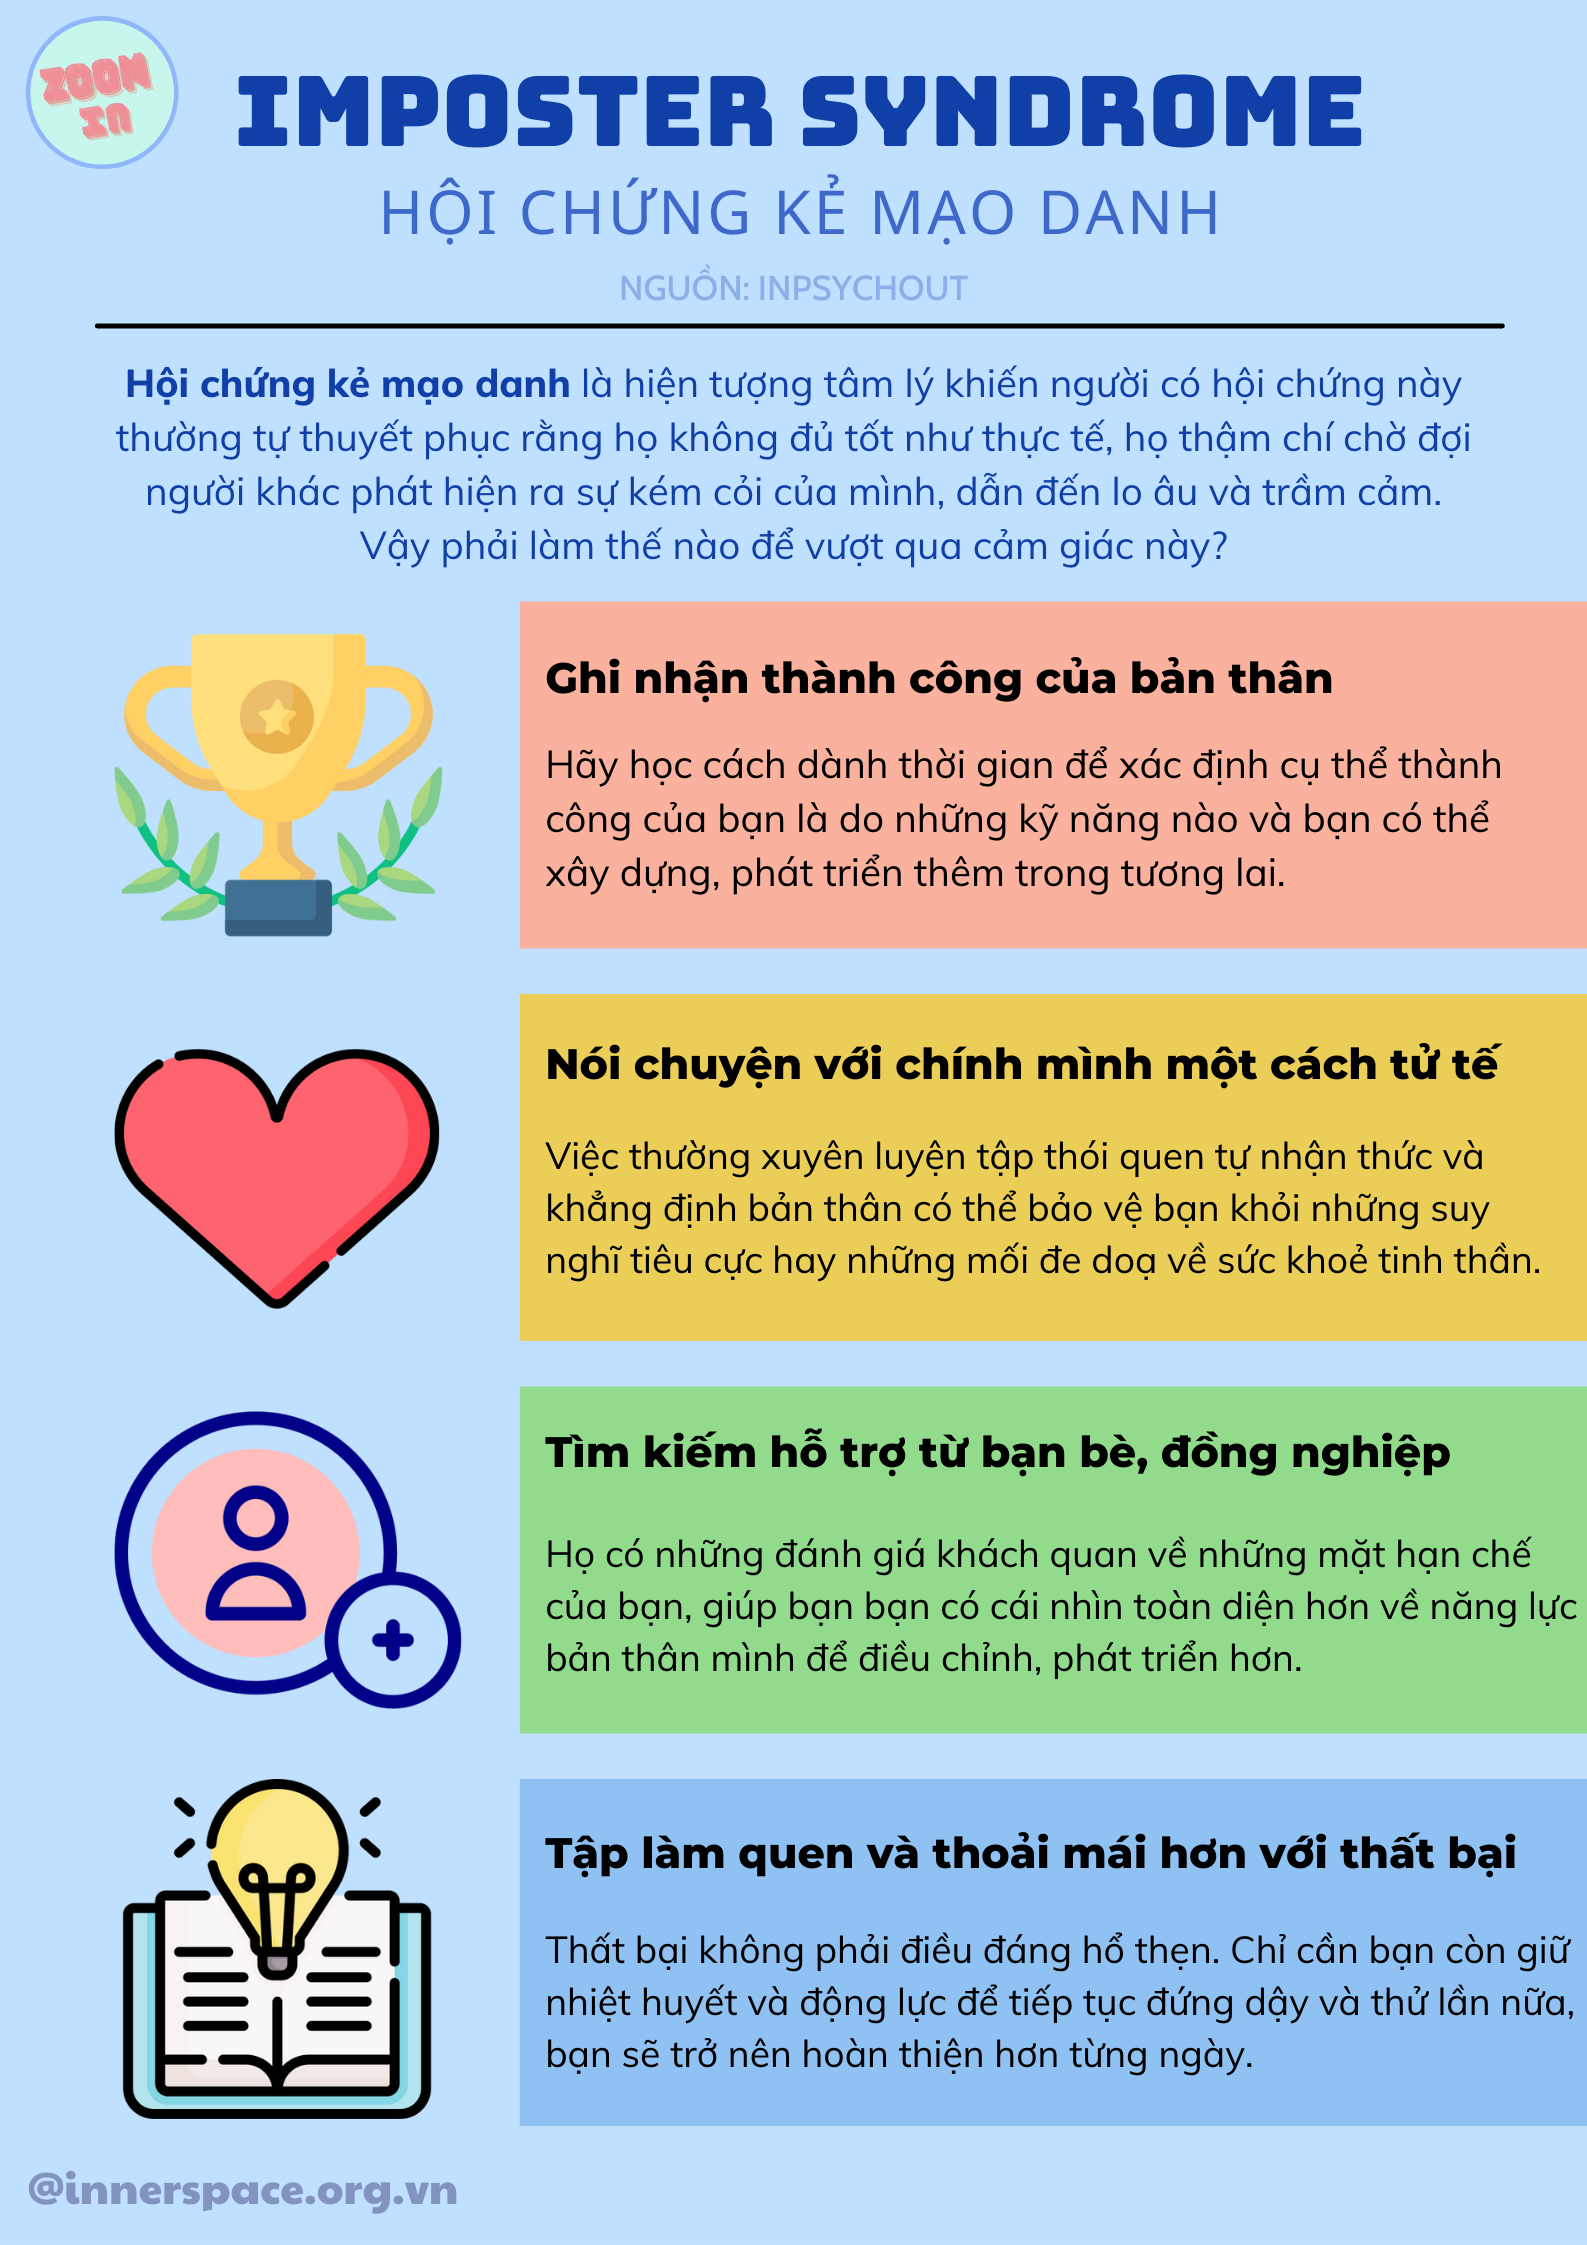 ZOOM
In
IMPOSTER SYNDROME
HỘI CHỨNG KẺ MẠO DANH
NGUỒN: INPSYCHOUT
Hội chứng kẻ mạo danh là hiện tượng tâm lý khiến người có hội chứng này
thường tự thuyết phục rằng họ không đủ tốt như thực tế, họ thậm chí chờ đợi
người khác phát hiện ra sự kém cỏi của mình, dẫn đến lo âu và trầm cảm.
Vậy phải làm thế nào để vượt qua cảm giác này?
Ghi nhận thành công của bản thân
Hãy học cách dành thời gian để xác định cụ thể thành
công của bạn là do những kỹ năng nào và bạn có thể
xây dựng, phát triển thêm trong tương lai.
Nói chuyện với chính mình một cách tử tế
Việc thường xuyên luyện tập thói quen tự nhận thức và
khẳng định bản thân có thể bảo vệ bạn khỏi những suy
nghĩ tiêu cực hay những mối đe doạ về sức khoẻ tinh thần.
Tìm kiếm hỗ trợ từ bạn bè, đồng nghiệp
Họ có những đánh giá khách quan về những mặt hạn chế
của bạn, giúp bạn bạn có cái nhìn toàn diện hơn về năng lực
bản thân mình để điều chỉnh, phát triển hơn.
Tập làm quen và thoải mái hơn với thất bại
Thất bại không phải điều đáng hổ thẹn. Chỉ cần bạn còn giữ
nhiệt huyết và động lực để tiếp tục đứng dậy và thử lần nữa,
bạn sẽ trở nên hoàn thiện hơn từng ngày.
@innerspace.org.vn